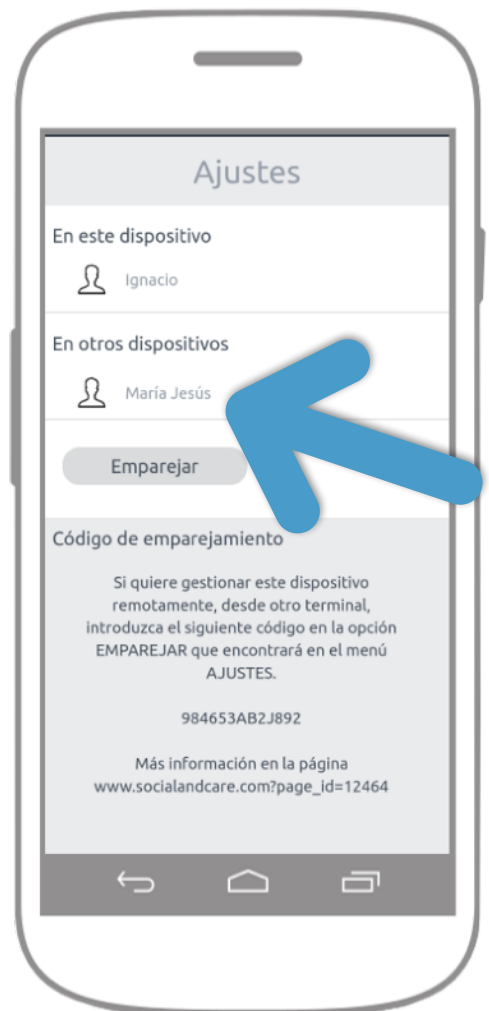 Ajustes
En este dispositivo
Ignacio
En otros dispositivos
María Jesús
Emparejar
Código de emparejamiento
Si quiere gestionar este dispositivo
remotamente, desde otro terminal,
introduzca el siguiente código en la opción
EMPAREJAR que encontrará en el menú
AJUSTES.
984653AB2J892
Más información en la página
www.socialandcare.com?page_id=12464